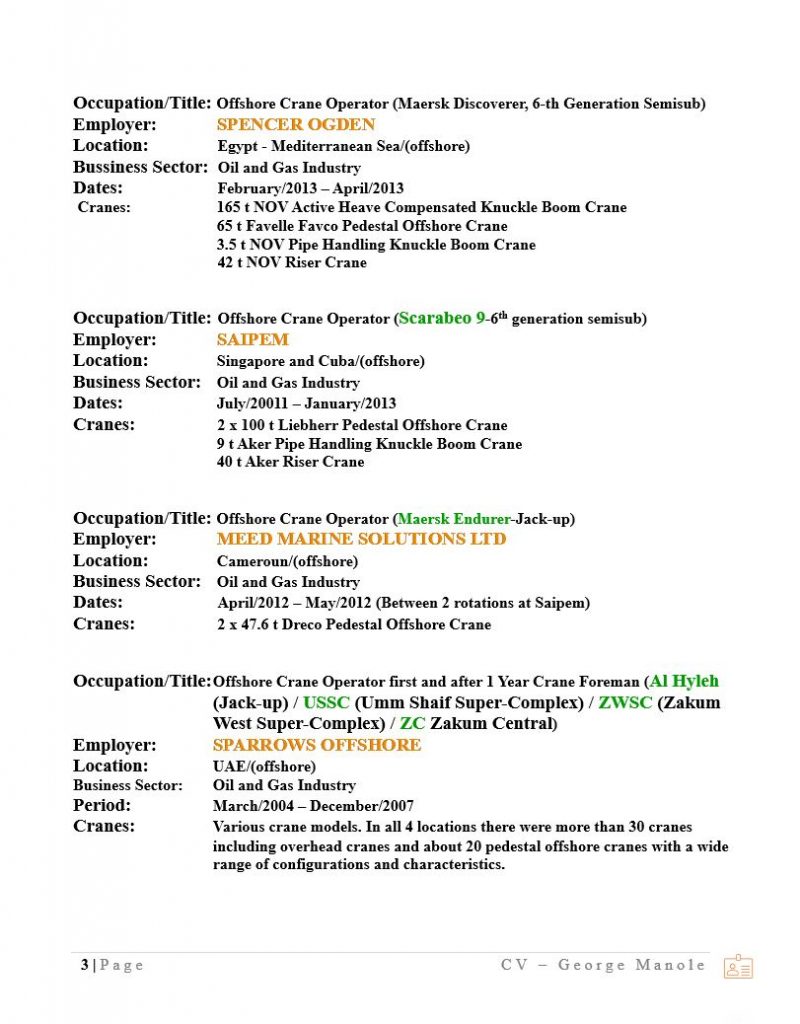 Occupation/Title: Offshore Crane Operator (Maersk Discoverer, 6-th Generation Semisub)
Employer: SPENCER OGDEN
Location: Egypt - Mediterranean Sea/(offshore)
Bussiness Sector: Oil and Gas Industry
Dates: February/2013 – April/2013
Cranes: 165 t NOV Active Heave Compensated Knuckle Boom Crane
65 t Favelle Favco Pedestal Offshore Crane
3.5 t NOV Pipe Handling Knuckle Boom Crane
42 t NOV Riser Crane
Occupation/Title: Offshore Crane Operator (Scarabeo 9-6th generation semisub)
Employer: SAIPEM
Location: Singapore and Cuba/(offshore)
Business Sector: Oil and Gas Industry
Dates: July/20011 – January/2013
Cranes: 2 x 100 t Liebherr Pedestal Offshore Crane
9 t Aker Pipe Handling Knuckle Boom Crane
40 t Aker Riser Crane
Occupation/Title: Offshore Crane Operator (Maersk Endurer-Jack-up)
Employer: MEED MARINE SOLUTIONS LTD
Location: Cameroun/(offshore)
Business Sector: Oil and Gas Industry
Dates: April/2012 – May/2012 (Between 2 rotations at Saipem)
Cranes: 2 x 47.6 t Dreco Pedestal Offshore Crane
Occupation/Title: Offshore Crane Operator first and after 1 Year Crane Foreman (Al Hyleh
(Jack-up) / USSC (Umm Shaif Super-Complex) / ZWSC (Zakum
West Super-Complex) / ZC Zakum Central)
Employer: SPARROWS OFFSHORE
Location: UAE/(offshore)
Business Sector: Oil and Gas Industry
Period: March/2004 – December/2007
Cranes: Various crane models. In all 4 locations there were more than 30 cranes
including overhead cranes and about 20 pedestal offshore cranes with a wide
range of configurations and characteristics.
3 | Page CV – George Manole